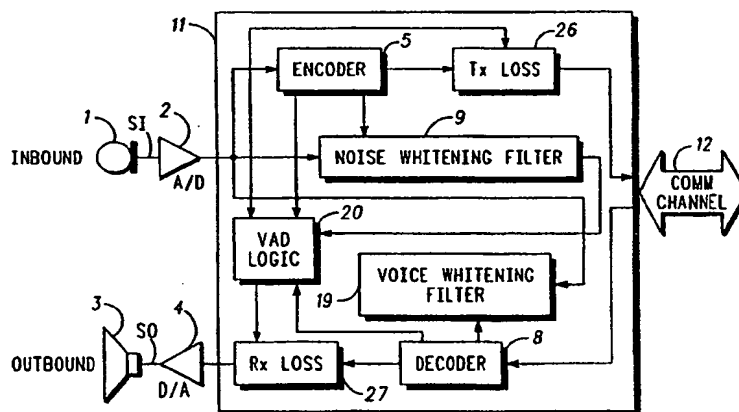 11
5
26
ENCODER
Tx LOSS
1
SI
2
9
INBOUND
A/D
NOISE WHITENING FILTER
12
COMM
CHANNEL
20
VAD
LOGIC
VOICE WHITENING
FILTER
19
3
SO
4
8
OUTBOUND
D/A
Rx LOSS
DECODER
27